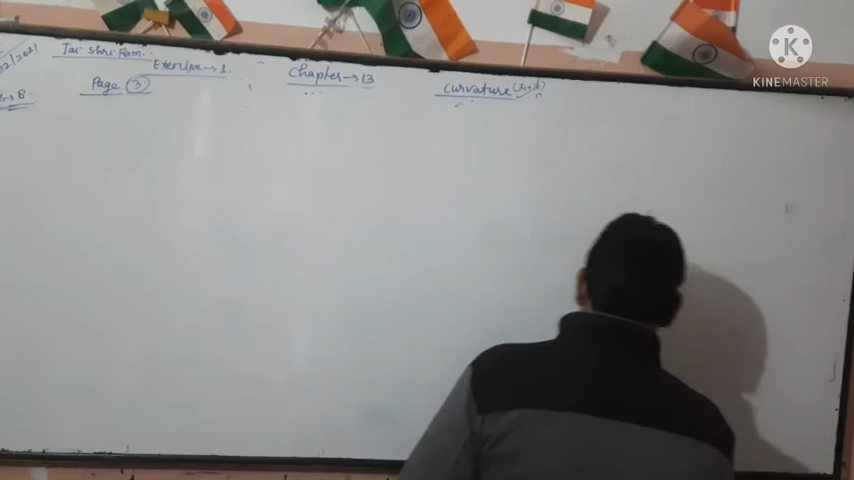 Jai Shri Ram.
Exercise→1.
Page 3
Chapter→13
Curvature
KINEMASTER